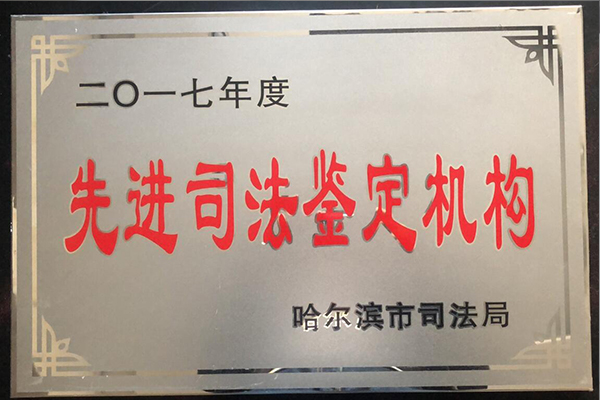 二〇一七年度
先进司法鉴定机构
哈尔滨市司法局